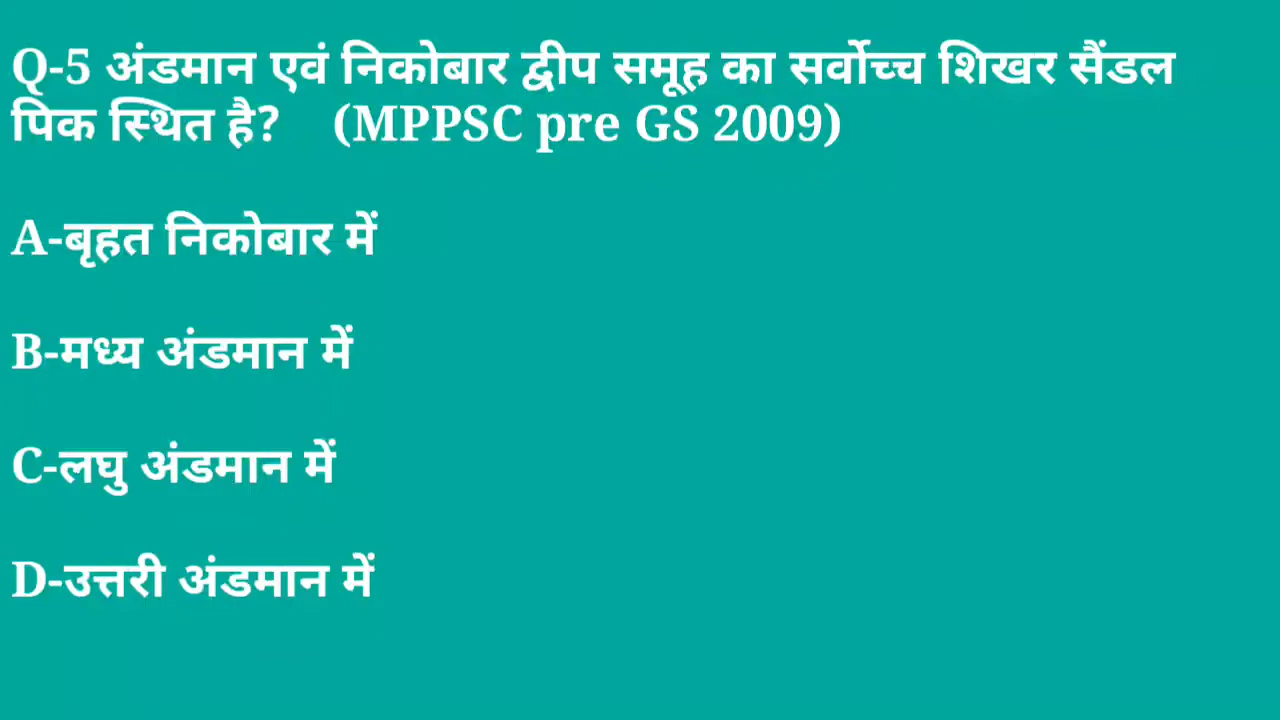 Q-5 अंडमान एवं निकोबार द्वीप समूह का सर्वोच्च शिखर सैंडल
पिक स्थित है? (MPPSC pre GS 2009)
A-बृहत निकोबार में
B-मध्य अंडमान में
C-लघु अंडमान में
D-उत्तरी अंडमान में